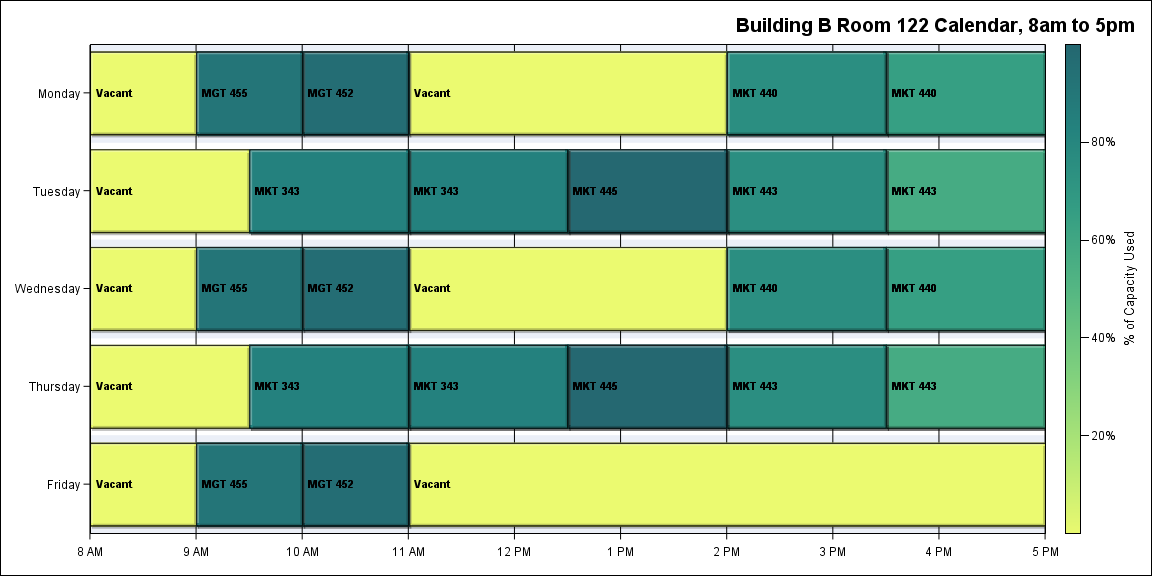 Building B Room 122 Calendar, 8am to 5pm
Monday
Vacant
MGT 455
MGT 452
Vacant
MKT 440
MKT 440
Tuesday
Vacant
MKT 343
MKT 343
MKT 445
MKT 443
MKT 443
Wednesday
Vacant
MGT 455
MGT 452
Vacant
MKT 440
MKT 440
Thursday
Vacant
MKT 343
MKT 343
MKT 445
MKT 443
MKT 443
Friday
Vacant
MGT 455
MGT 452
Vacant
8 AM
9 AM
10 AM
11 AM
12 PM
1 PM
2 PM
3 PM
4 PM
5 PM
80%
60%
40%
20%
% of Capacity Used